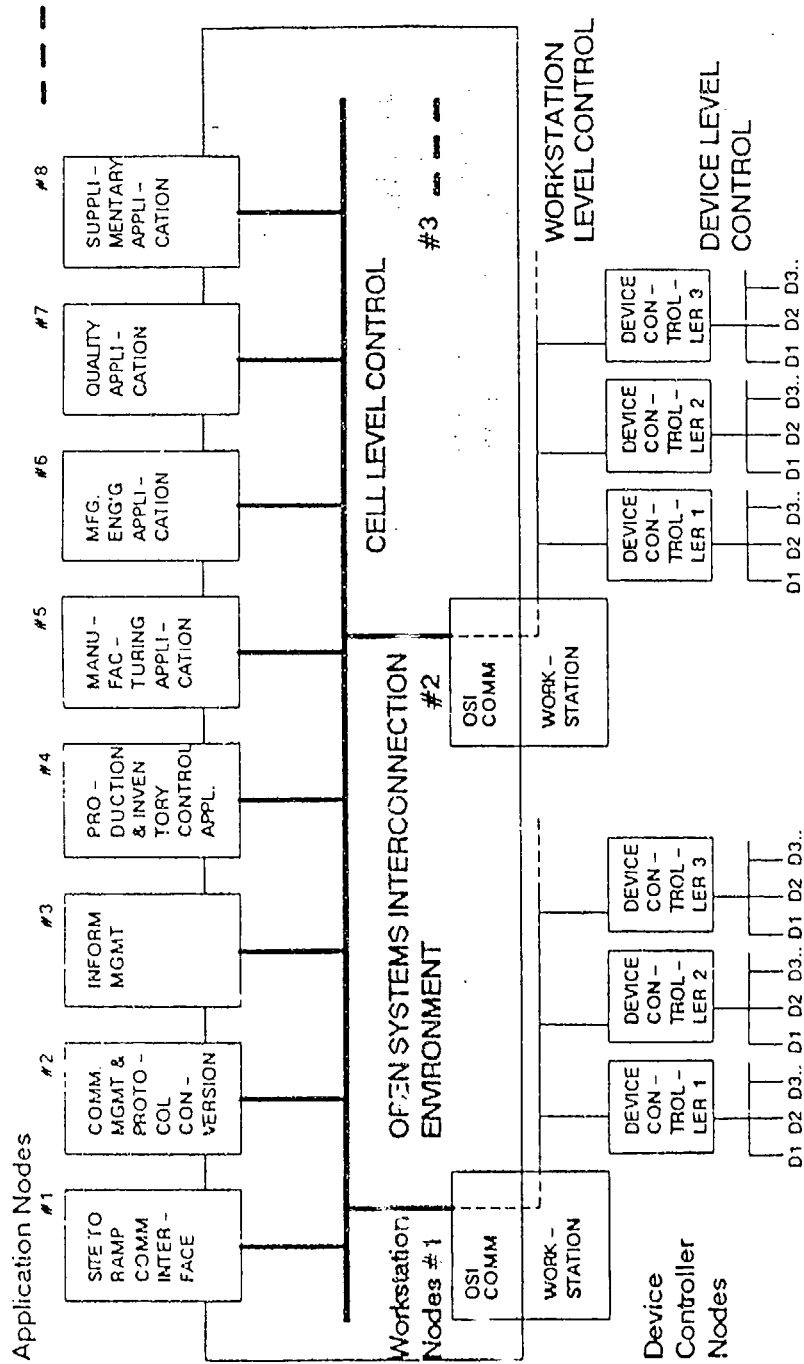 Application Nodes
#1
SITE TO
RAMP
COMM
INTER -
FACE
#2
COMM.
MGMT &
PROTO -
COL
CON -
VERSION
#3
INFORM
MGMT
#4
PRO -
DUCTION
& INVEN
TORY
CONTROL
APPL.
#5
MANU -
FAC -
TURING
APPLI -
CATION
#6
MFG.
ENG'G
APPLI -
CATION
#7
QUALITY
APPLI -
CATION
#8
SUPPLI -
MENTARY
APPLI -
CATION
OPEN SYSTEMS INTERCONNECTION
ENVIRONMENT
CELL LEVEL CONTROL
Workstation
Nodes #1
OSI
COMM
WORK -
STATION
#2
OSI
COMM
WORK -
STATION
#3
WORKSTATION
LEVEL CONTROL
Device
Controller
Nodes
DEVICE
CON -
TROL -
LER 1
D1 D2 D3..
DEVICE
CON -
TROL -
LER 2
D1 D2 D3..
DEVICE
CON -
TROL -
LER 3
D1 D2 D3..
DEVICE
CON -
TROL -
LER 1
D1 D2 D3..
DEVICE
CON -
TROL -
LER 2
D1 D2 D3..
DEVICE
CON -
TROL -
LER 3
D1 D2 D3..
DEVICE LEVEL
CONTROL